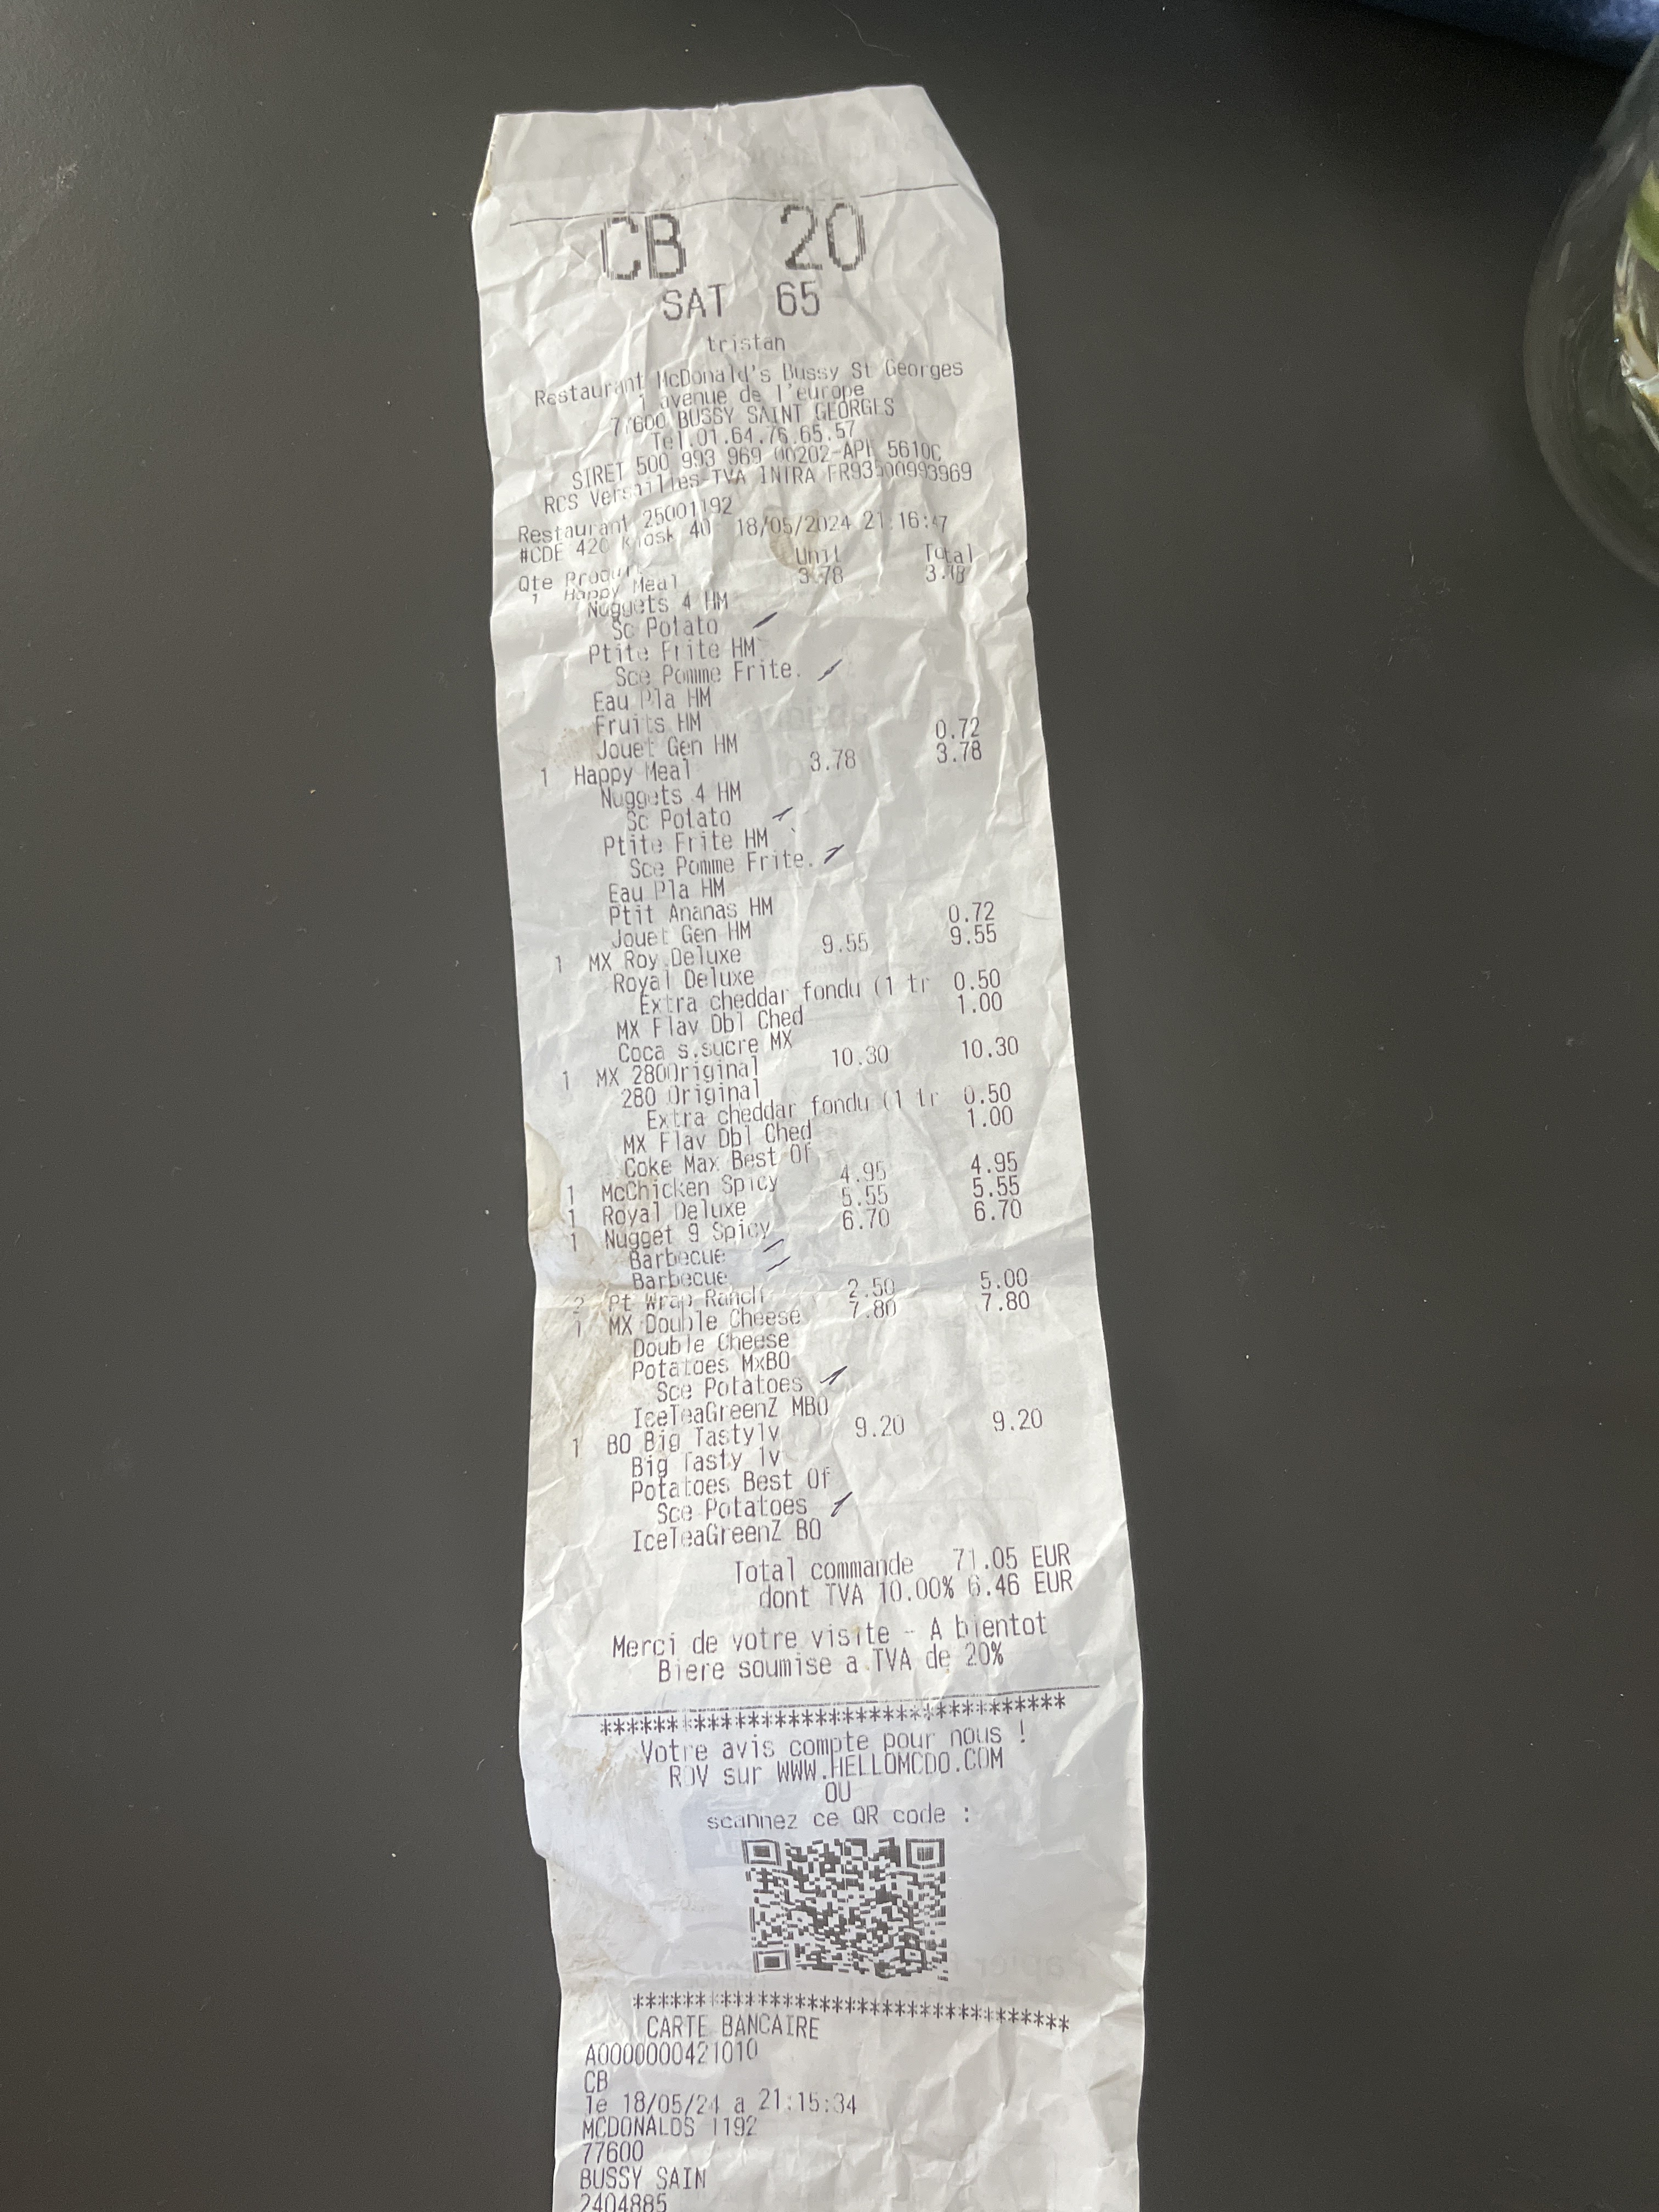 CB 20
SAT 65
tristan
Restaurant McDonald's Bussy St Georges
1 avenue de l'europe
77600 BUSSY SAINT GEORGES
Tel.01.64.76.65.57
SIRET 500 993 969 00202-APE 5610C
RCS Versailles-TVA INTRA FR93500993969
Restaurant 25001192
#CDE 420 Kiosk 40 18/05/2024 21:16:47
Qte Produit Unit Total
1 Happy Meal 3.78 3.78
Nuggets 4 HM
Sc Potato
Ptite Frite HM
Sce Pomme Frite.
Eau Pla HM
Fruits HM
Jouet Gen HM 0.72
1 Happy Meal 3.78 3.78
Nuggets 4 HM
Sc Potato
Ptite Frite HM
Sce Pomme Frite.
Eau Pla HM
Ptit Ananas HM
Jouet Gen HM 0.72
1 MX Roy.Deluxe 9.55 9.55
Royal Deluxe
Extra cheddar fondu (1 tr 0.50
MX Flav Dbl Ched 1.00
Coca s.sucre MX
1 MX 280Original 10.30 10.30
280 Original
Extra cheddar fondu (1 tr 0.50
MX Flav Dbl Ched 1.00
Coke Max Best Of
1 McChicken Spicy 4.95 4.95
1 Royal Deluxe 5.55 5.55
1 Nugget 9 Spicy 6.70 6.70
Barbecue
Barbecue
2 Pt Wrap Ranch 2.50 5.00
1 MX Double Cheese 7.80 7.80
Double Cheese
Potatoes MxBO
Sce Potatoes
IceTeaGreenZ MBO
1 BO Big Tasty1v 9.20 9.20
Big Tasty 1v
Potatoes Best Of
Sce Potatoes
IceTeaGreenZ BO
Total commande 71.05 EUR
dont TVA 10.00% 6.46 EUR
Merci de votre visite - A bientot
Biere soumise a TVA de 20%
**********************************
Votre avis compte pour nous !
RDV sur WWW.HELLOMCDO.COM
OU
scannez ce QR code :
**********************************
CARTE BANCAIRE
A0000000421010
CB
le 18/05/24 a 21:15:34
MCDONALDS 1192
77600
BUSSY SAIN
2404885